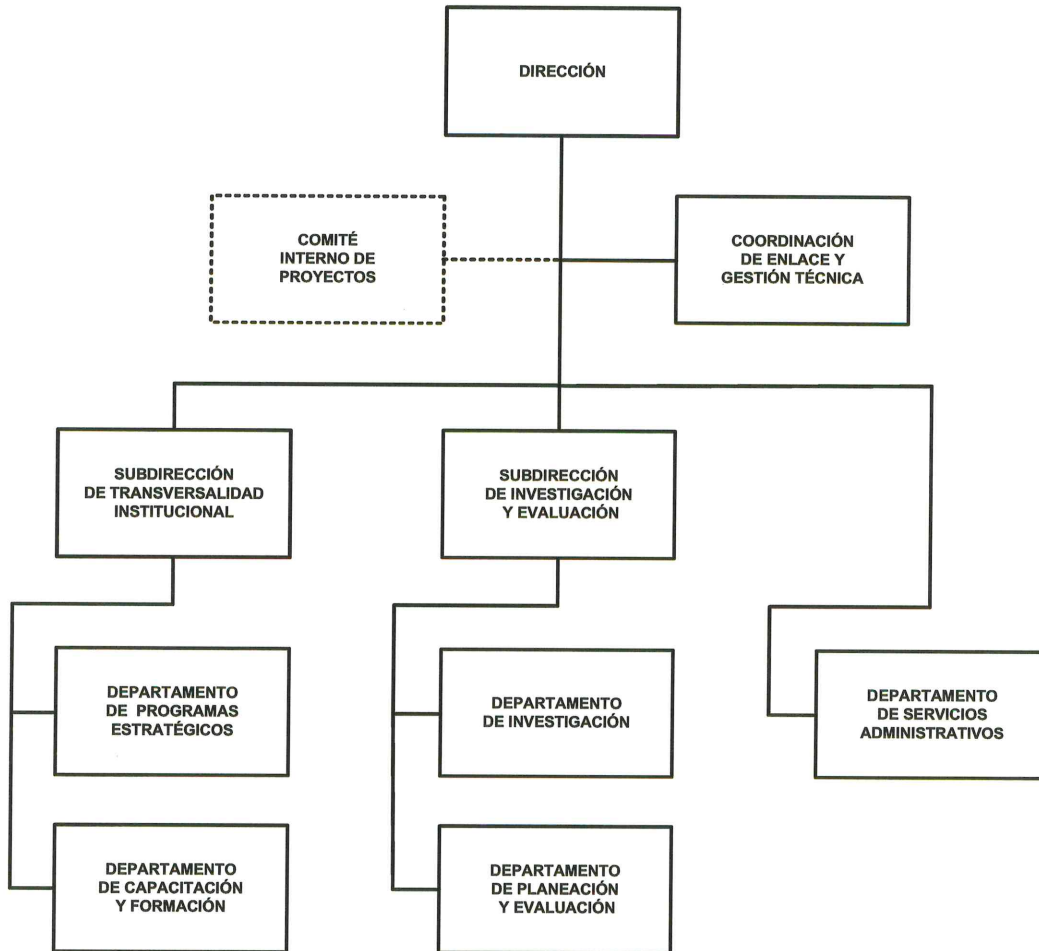 DIRECCIÓN
COMITÉ
INTERNO DE
PROYECTOS
COORDINACIÓN
DE ENLACE Y
GESTIÓN TÉCNICA
SUBDIRECCIÓN
DE TRANSVERSALIDAD
INSTITUCIONAL
SUBDIRECCIÓN
DE INVESTIGACIÓN
Y EVALUACIÓN
DEPARTAMENTO
DE PROGRAMAS
ESTRATÉGICOS
DEPARTAMENTO
DE INVESTIGACIÓN
DEPARTAMENTO
DE SERVICIOS
ADMINISTRATIVOS
DEPARTAMENTO
DE CAPACITACIÓN
Y FORMACIÓN
DEPARTAMENTO
DE PLANEACIÓN
Y EVALUACIÓN